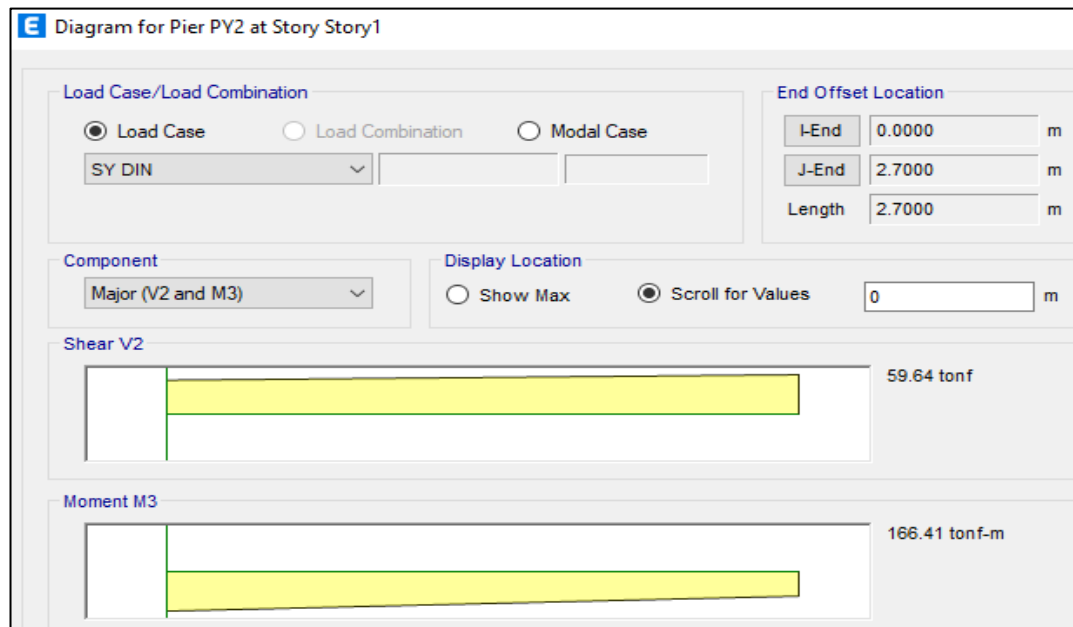 E Diagram for Pier PY2 at Story Story1
Load Case/Load Combination
Load Case Load Combination Modal Case
SY DIN
End Offset Location
I-End 0.0000 m
J-End 2.7000 m
Length 2.7000 m
Component
Major (V2 and M3)
Display Location
Show Max Scroll for Values 0 m
Shear V2
59.64 tonf
Moment M3
166.41 tonf-m